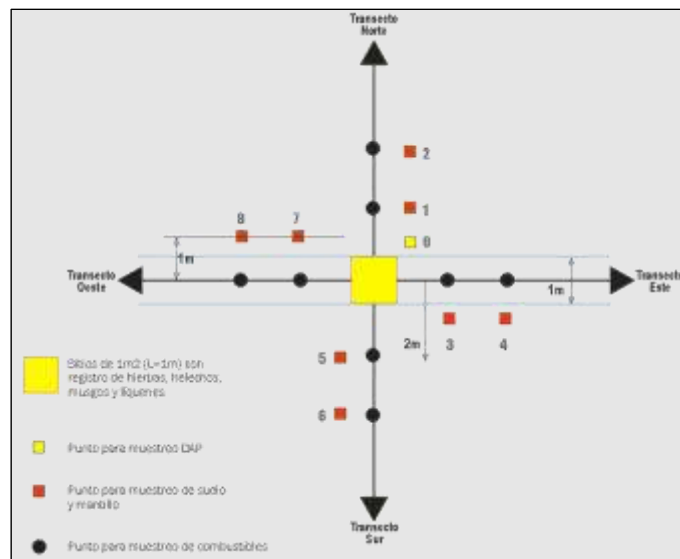 Transecto
Norte
2
1
0
8 7
1m
Transecto
Oeste
Transecto
Este
1m
3 4
2m
5
6
Sitios de 1m2 (L=1m) con
registro de hierbas, helechos,
musgos y líquenes
Punto para muestreo DAP
Punto para muestreo de suelo
y mantillo
Punto para muestreo de combustibles
Transecto
Sur